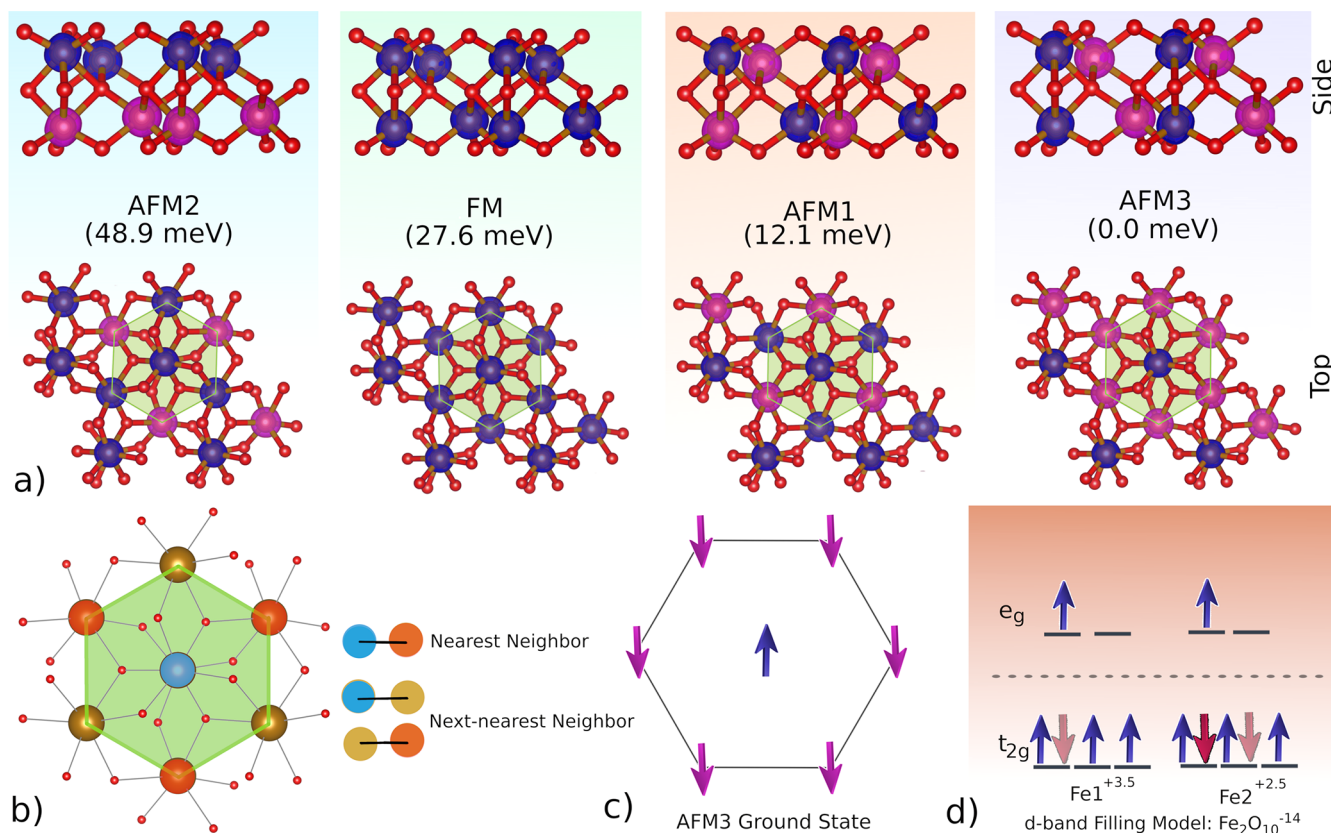 Side
AFM2
(48.9 meV)
FM
(27.6 meV)
AFM1
(12.1 meV)
AFM3
(0.0 meV)
Top
a)
b)
Nearest Neighbor
Next-nearest Neighbor
c)
AFM3 Ground State
d)
e_g
t_2g
Fe1^+3.5
Fe2^+2.5
d-band Filling Model: Fe₂O₁₀⁻¹⁴